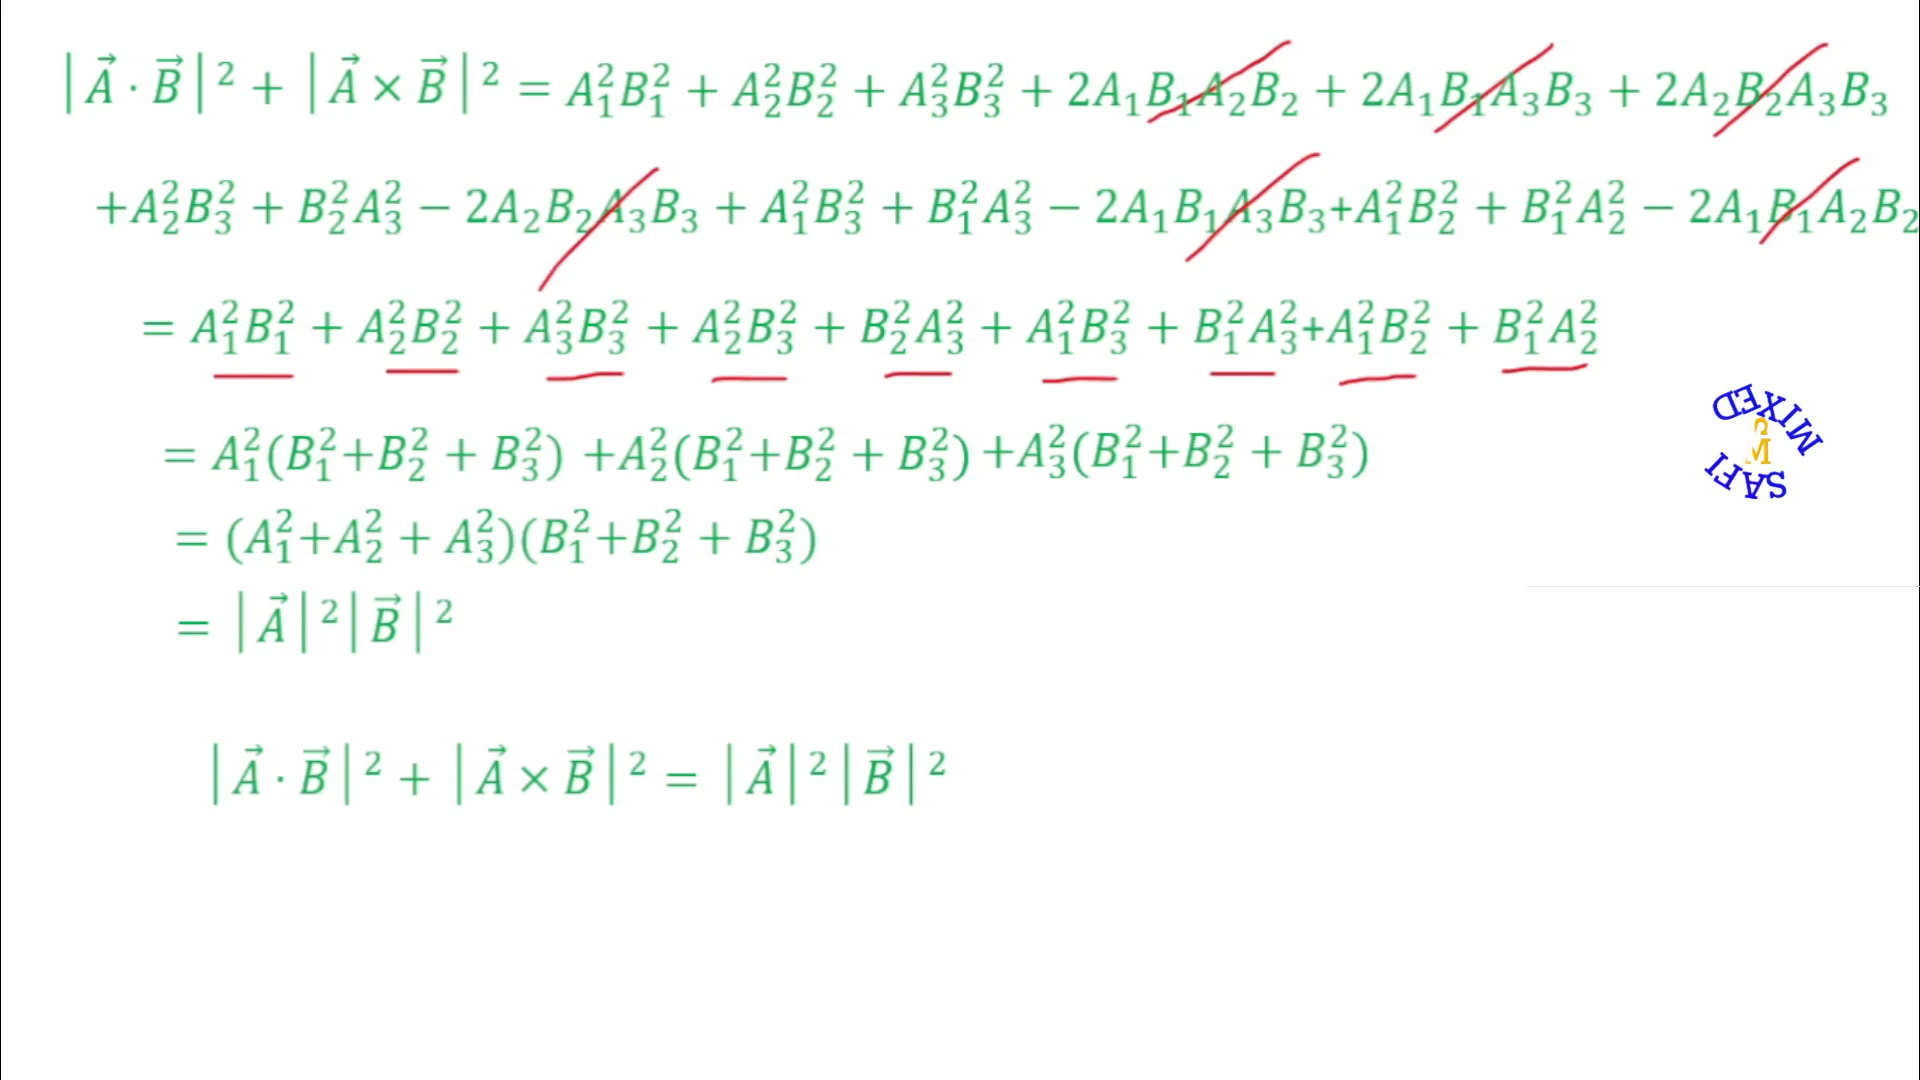 |A⃗ · B⃗|² + |A⃗ × B⃗|² = A₁²B₁² + A₂²B₂² + A₃²B₃² + 2A₁B₁A₂B₂ + 2A₁B₁A₃B₃ + 2A₂B₂A₃B₃
+A₂²B₃² + B₂²A₃² − 2A₂B₂A₃B₃ + A₁²B₃² + B₁²A₃² − 2A₁B₁A₃B₃+A₁²B₂² + B₁²A₂² − 2A₁B₁A₂B₂
= A₁²B₁² + A₂²B₂² + A₃²B₃² + A₂²B₃² + B₂²A₃² + A₁²B₃² + B₁²A₃²+A₁²B₂² + B₁²A₂²
= A₁²(B₁²+B₂² + B₃²) +A₂²(B₁²+B₂² + B₃²) +A₃²(B₁²+B₂² + B₃²)
= (A₁²+A₂² + A₃²)(B₁²+B₂² + B₃²)
= |A⃗|²|B⃗|²
|A⃗ · B⃗|² + |A⃗ × B⃗|² = |A⃗|²|B⃗|²
MIXED
SAFI